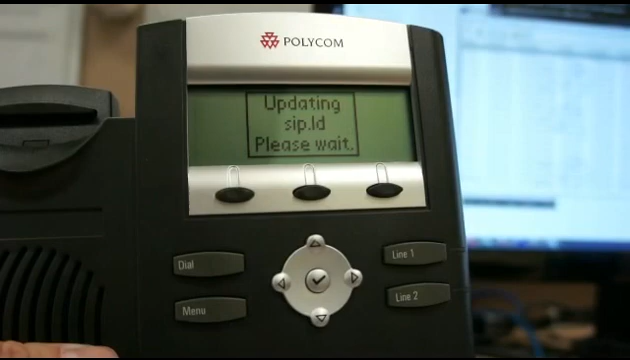 POLYCOM
Updating
sip.ld
Please wait.
Dial
Line 1
Menu
Line 2